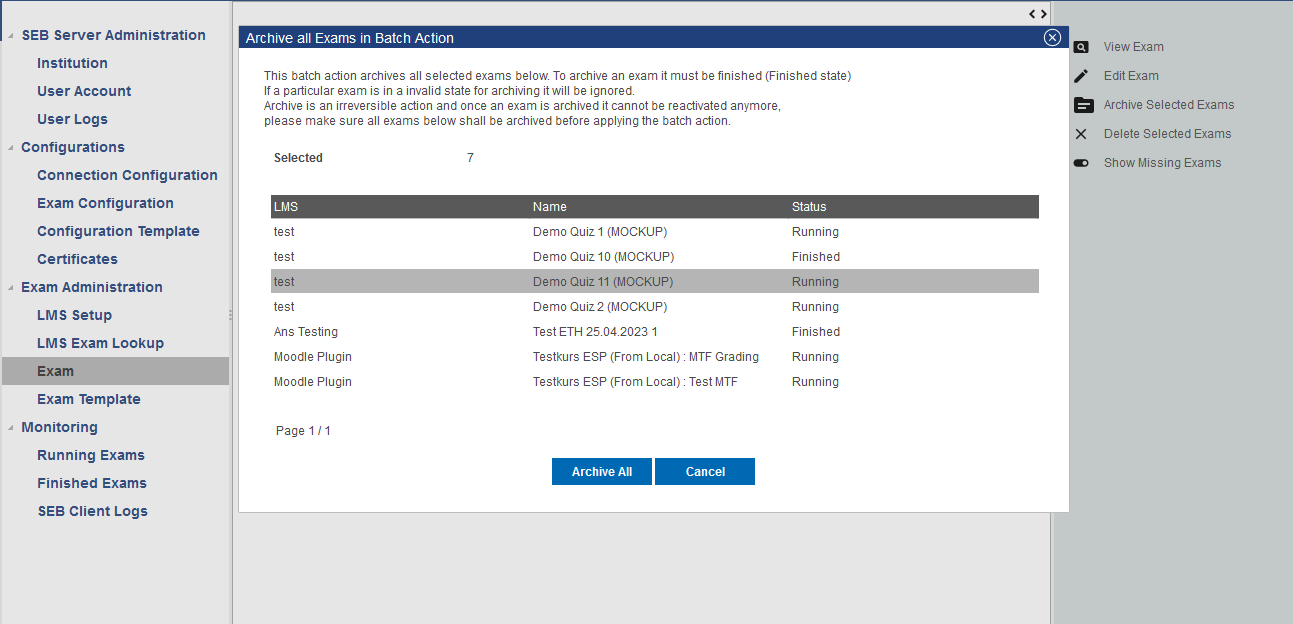 SEB Server Administration
Institution
User Account
User Logs
Configurations
Connection Configuration
Exam Configuration
Configuration Template
Certificates
Exam Administration
LMS Setup
LMS Exam Lookup
Exam
Exam Template
Monitoring
Running Exams
Finished Exams
SEB Client Logs
Archive all Exams in Batch Action
This batch action archives all selected exams below. To archive an exam it must be finished (Finished state)
If a particular exam is in a invalid state for archiving it will be ignored.
Archive is an irreversible action and once an exam is archived it cannot be reactivated anymore,
please make sure all exams below shall be archived before applying the batch action.
Selected 7
LMS Name Status
test Demo Quiz 1 (MOCKUP) Running
test Demo Quiz 10 (MOCKUP) Finished
test Demo Quiz 11 (MOCKUP) Running
test Demo Quiz 2 (MOCKUP) Running
Ans Testing Test ETH 25.04.2023 1 Finished
Moodle Plugin Testkurs ESP (From Local) : MTF Grading Running
Moodle Plugin Testkurs ESP (From Local) : Test MTF Running
Page 1 / 1
Archive All Cancel
View Exam
Edit Exam
Archive Selected Exams
Delete Selected Exams
Show Missing Exams